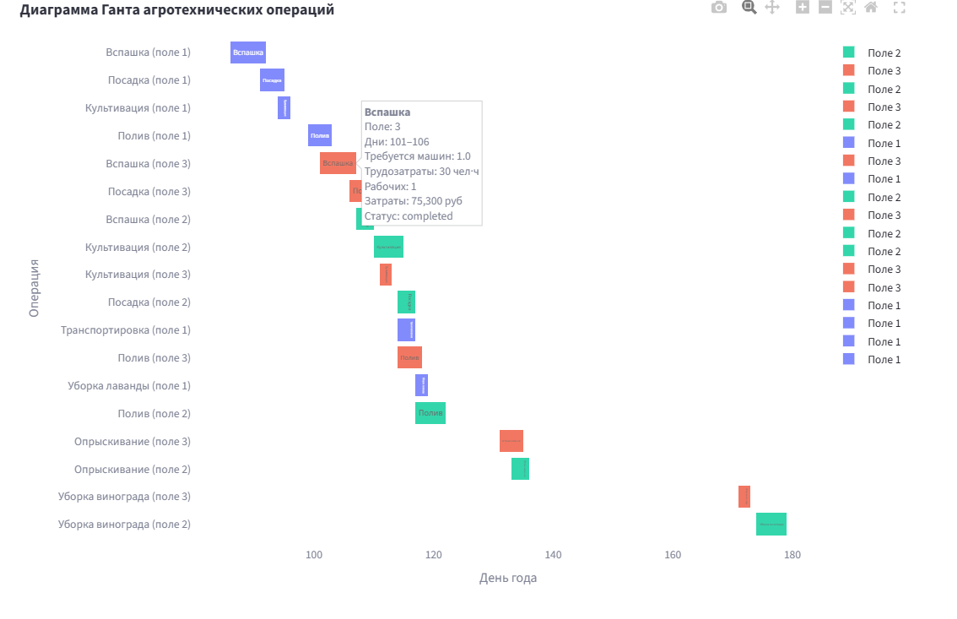 Диаграмма Ганта агротехнических операций
Вспашка (поле 1)
Посадка (поле 1)
Культивация (поле 1)
Полив (поле 1)
Вспашка (поле 3)
Посадка (поле 3)
Вспашка (поле 2)
Культивация (поле 2)
Культивация (поле 3)
Посадка (поле 2)
Транспортировка (поле 1)
Полив (поле 3)
Уборка лаванды (поле 1)
Полив (поле 2)
Опрыскивание (поле 3)
Опрыскивание (поле 2)
Уборка винограда (поле 3)
Уборка винограда (поле 2)
Операция
Вспашка
Посадка
Полив
Вспашка
Полив
Полив
Вспашка
Поле: 3
Дни: 101–106
Требуется машин: 1.0
Трудозатраты: 30 чел·ч
Рабочих: 1
Затраты: 75,300 руб
Статус: completed
100 120 140 160 180
День года
Поле 2
Поле 3
Поле 2
Поле 3
Поле 2
Поле 1
Поле 3
Поле 1
Поле 2
Поле 3
Поле 2
Поле 2
Поле 3
Поле 3
Поле 1
Поле 1
Поле 1
Поле 1